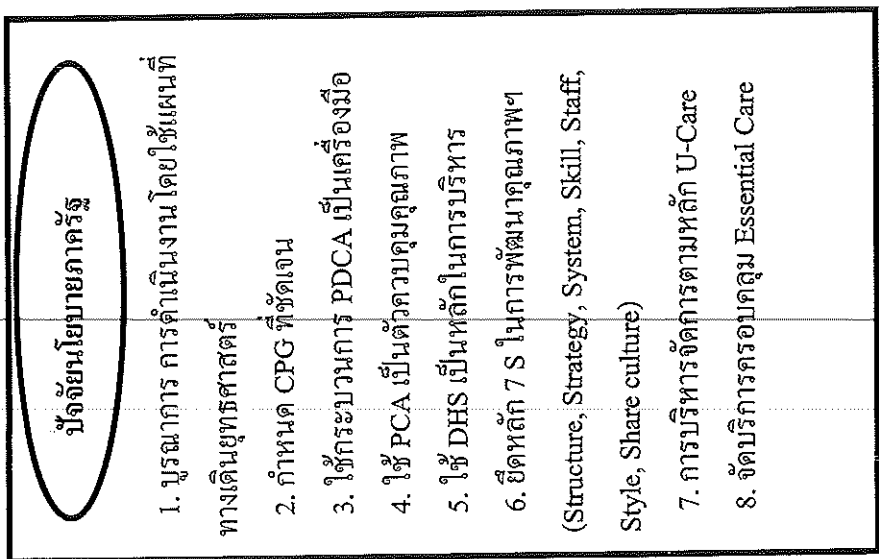 ปัจจัยนโยบายภาครัฐ
1. บูรณาการ การดำเนินงานโดยใช้แผนที่
ทางเดินยุทธศาสตร์
2. กำหนด CPG ที่ชัดเจน
3. ใช้กระบวนการ PDCA เป็นเครื่องมือ
4. ใช้ PCA เป็นตัวควบคุมคุณภาพ
5. ใช้ DHS เป็นหลักในการบริหาร
6. ยึดหลัก 7 S ในการพัฒนาคุณภาพฯ
(Structure, Strategy, System, Skill, Staff,
Style, Share culture)
7. การบริหารจัดการตามหลัก U-Care
8. จัดบริการครอบคลุม Essential Care